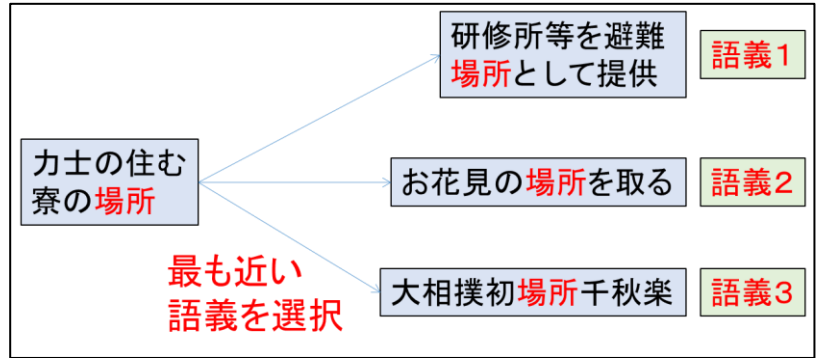 研修所等を避難
場所として提供
語義1
力士の住む
寮の場所
お花見の場所を取る
語義2
最も近い
語義を選択
大相撲初場所千秋楽
語義3